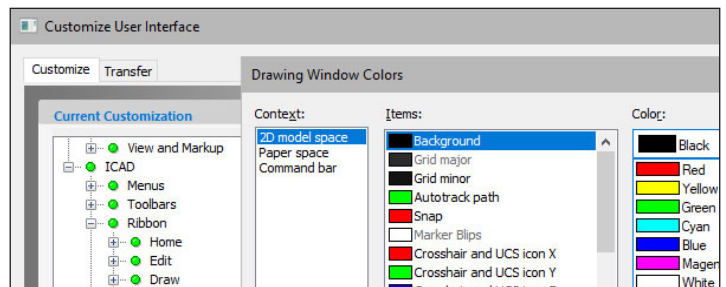 Customize User Interface
Customize Transfer
Drawing Window Colors
Current Customization
View and Markup
ICAD
Menus
Toolbars
Ribbon
Home
Edit
Draw
Context:
2D model space
Paper space
Command bar
Items:
Background
Grid major
Grid minor
Autotrack path
Snap
Marker Blips
Crosshair and UCS icon X
Crosshair and UCS icon Y
Color:
Black
Red
Yellow
Green
Cyan
Blue
Magen
White